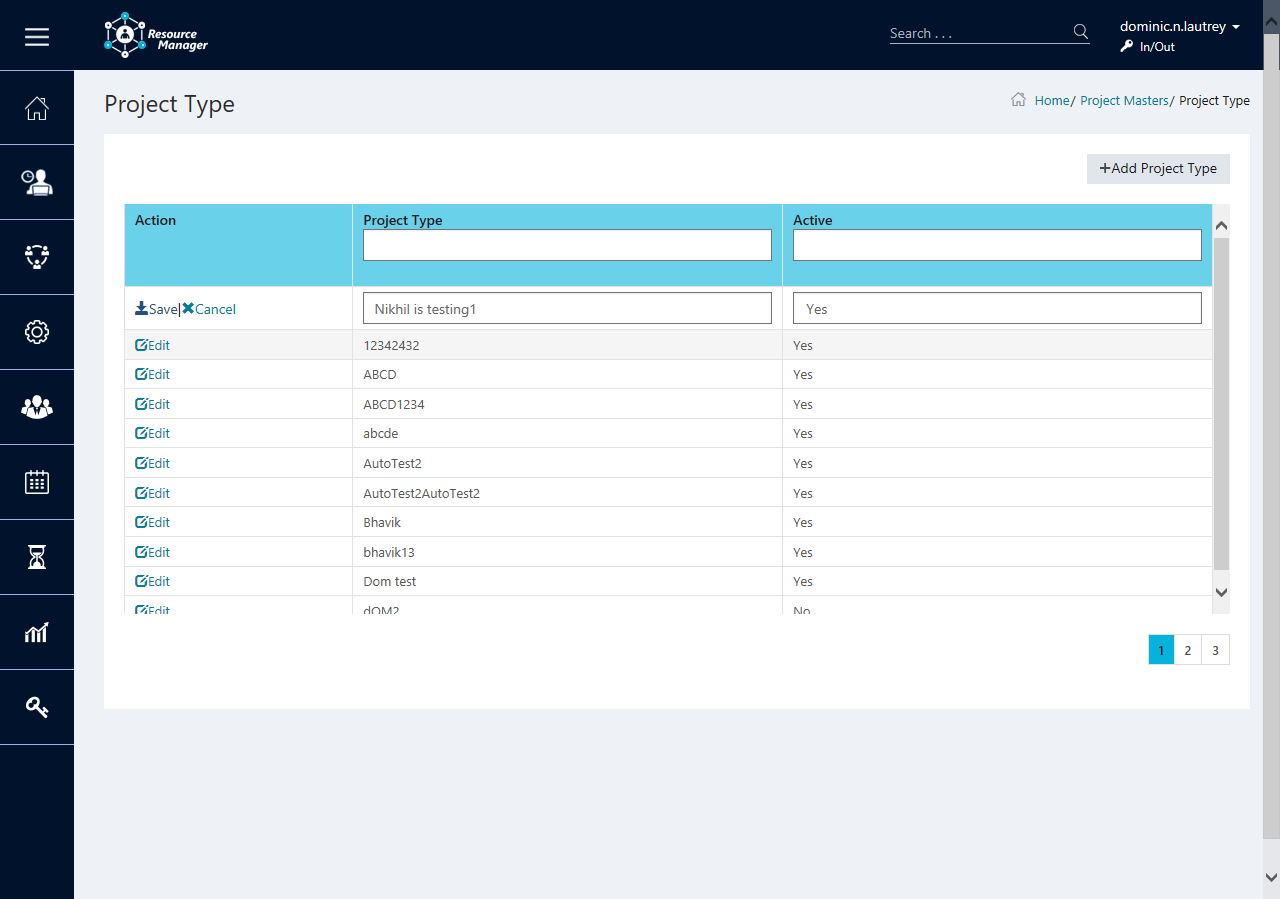 Resource
Manager
Search . . .
dominic.n.lautrey
In/Out
Project Type
Home/ Project Masters/ Project Type
+Add Project Type
Action Project Type Active
Save|Cancel Nikhil is testing1 Yes
Edit 12342432 Yes
Edit ABCD Yes
Edit ABCD1234 Yes
Edit abcde Yes
Edit AutoTest2 Yes
Edit AutoTest2AutoTest2 Yes
Edit Bhavik Yes
Edit bhavik13 Yes
Edit Dom test Yes
Edit dOM2 No
1 2 3